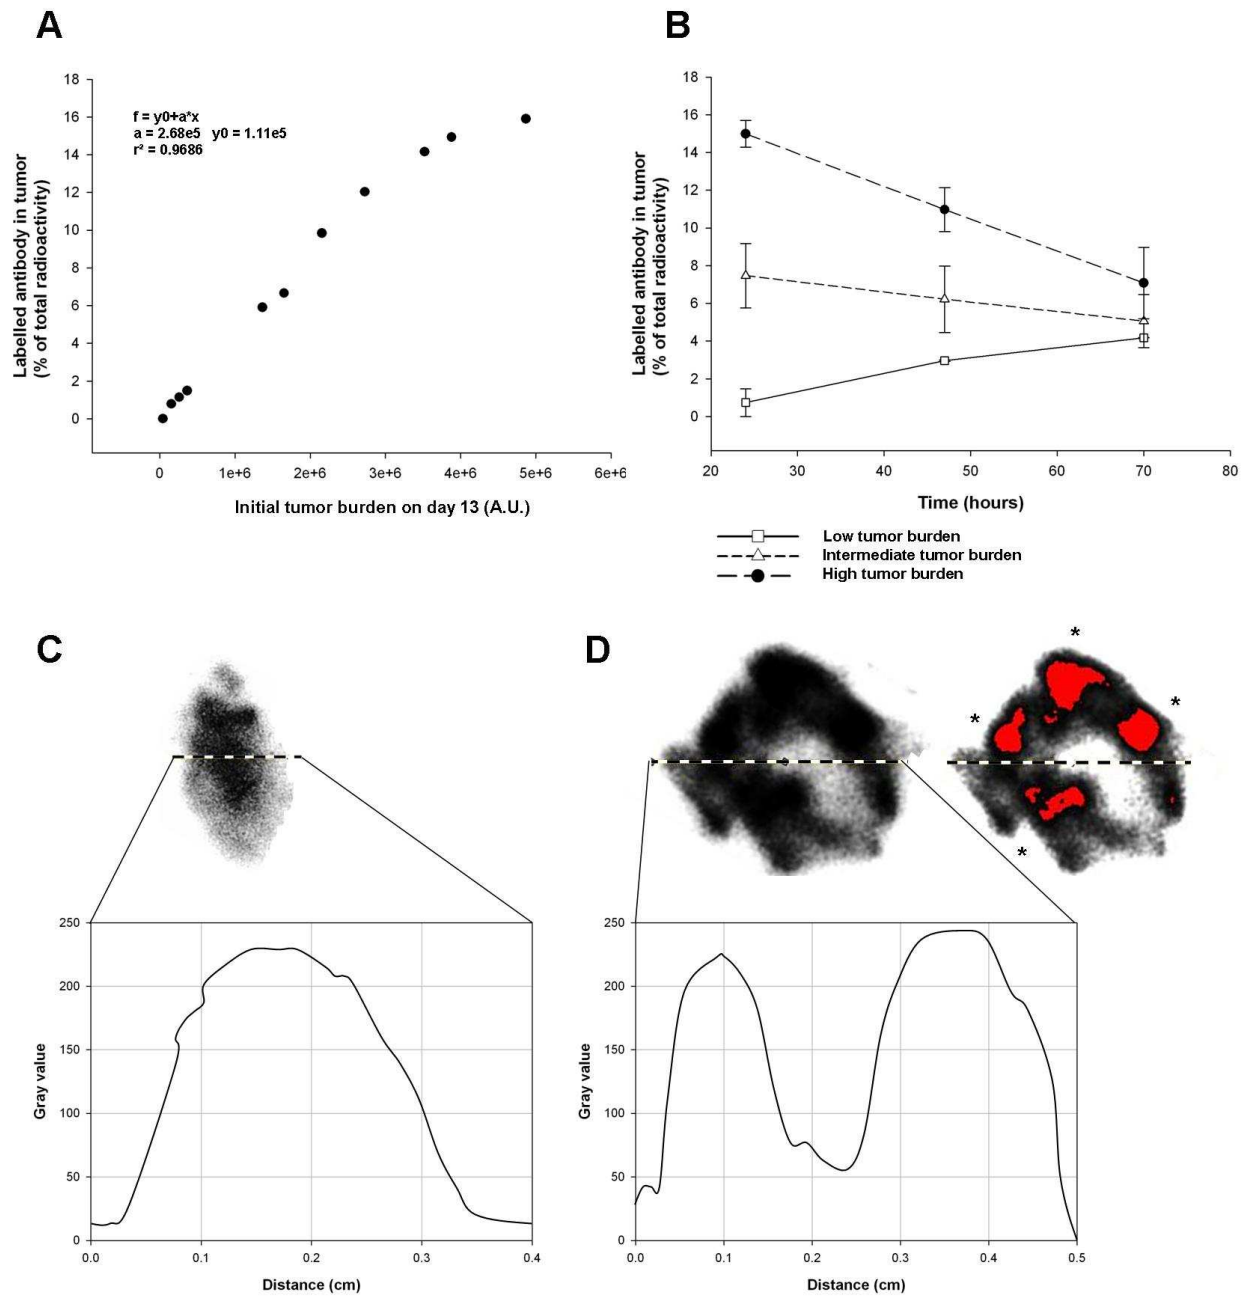 A
B
18
16
14
12
10
8
6
4
2
0
f = y0+a*x
a = 2.68e5 y0 = 1.11e5
r² = 0.9686
Labelled antibody in tumor
(% of total radioactivity)
0
1e+6
2e+6
3e+6
4e+6
5e+6
6e+6
Initial tumor burden on day 13 (A.U.)
18
16
14
12
10
8
6
4
2
0
Labelled antibody in tumor
(% of total radioactivity)
20
30
40
50
60
70
80
Time (hours)
Low tumor burden
Intermediate tumor burden
High tumor burden
C
D
*
*
*
*
250
200
150
100
50
0
Gray value
0.0
0.1
0.2
0.3
0.4
Distance (cm)
250
200
150
100
50
0
Gray value
0.0
0.1
0.2
0.3
0.4
0.5
Distance (cm)